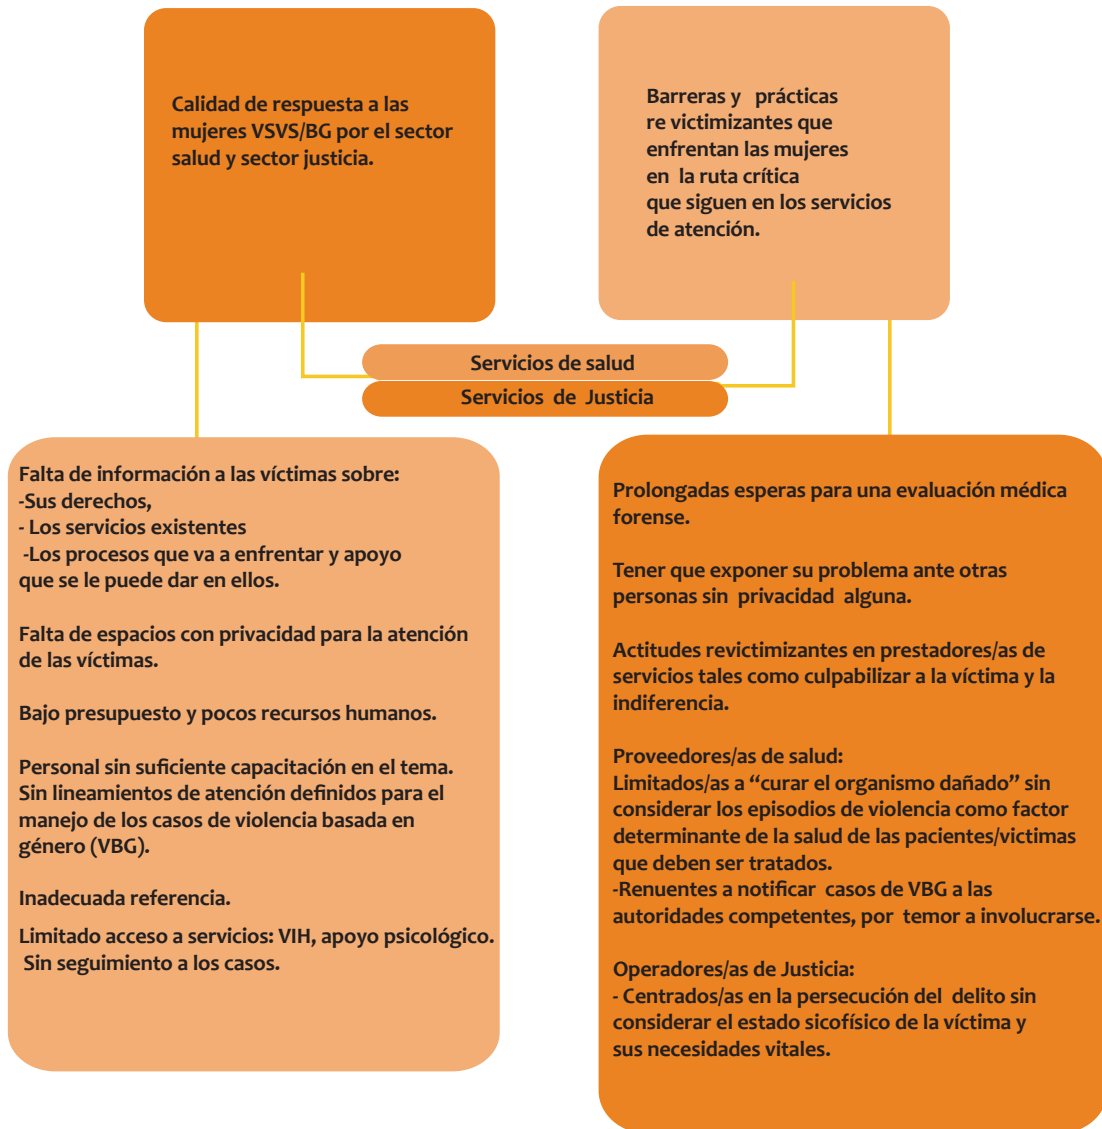 Calidad de respuesta a las
mujeres VSVS/BG por el sector
salud y sector justicia.
Barreras y prácticas
re victimizantes que
enfrentan las mujeres
en la ruta crítica
que siguen en los servicios
de atención.
Servicios de salud
Servicios de Justicia
Falta de información a las víctimas sobre:
-Sus derechos,
- Los servicios existentes
-Los procesos que va a enfrentar y apoyo
que se le puede dar en ellos.
Falta de espacios con privacidad para la atención
de las víctimas.
Bajo presupuesto y pocos recursos humanos.
Personal sin suficiente capacitación en el tema.
Sin lineamientos de atención definidos para el
manejo de los casos de violencia basada en
género (VBG).
Inadecuada referencia.
Limitado acceso a servicios: VIH, apoyo psicológico.
Sin seguimiento a los casos.
Prolongadas esperas para una evaluación médica
forense.
Tener que exponer su problema ante otras
personas sin privacidad alguna.
Actitudes revictimizantes en prestadores/as de
servicios tales como culpabilizar a la víctima y la
indiferencia.
Proveedores/as de salud:
Limitados/as a “curar el organismo dañado” sin
considerar los episodios de violencia como factor
determinante de la salud de las pacientes/victimas
que deben ser tratados.
-Renuentes a notificar casos de VBG a las
autoridades competentes, por temor a involucrarse.
Operadores/as de Justicia:
- Centrados/as en la persecución del delito sin
considerar el estado sicofísico de la víctima y
sus necesidades vitales.